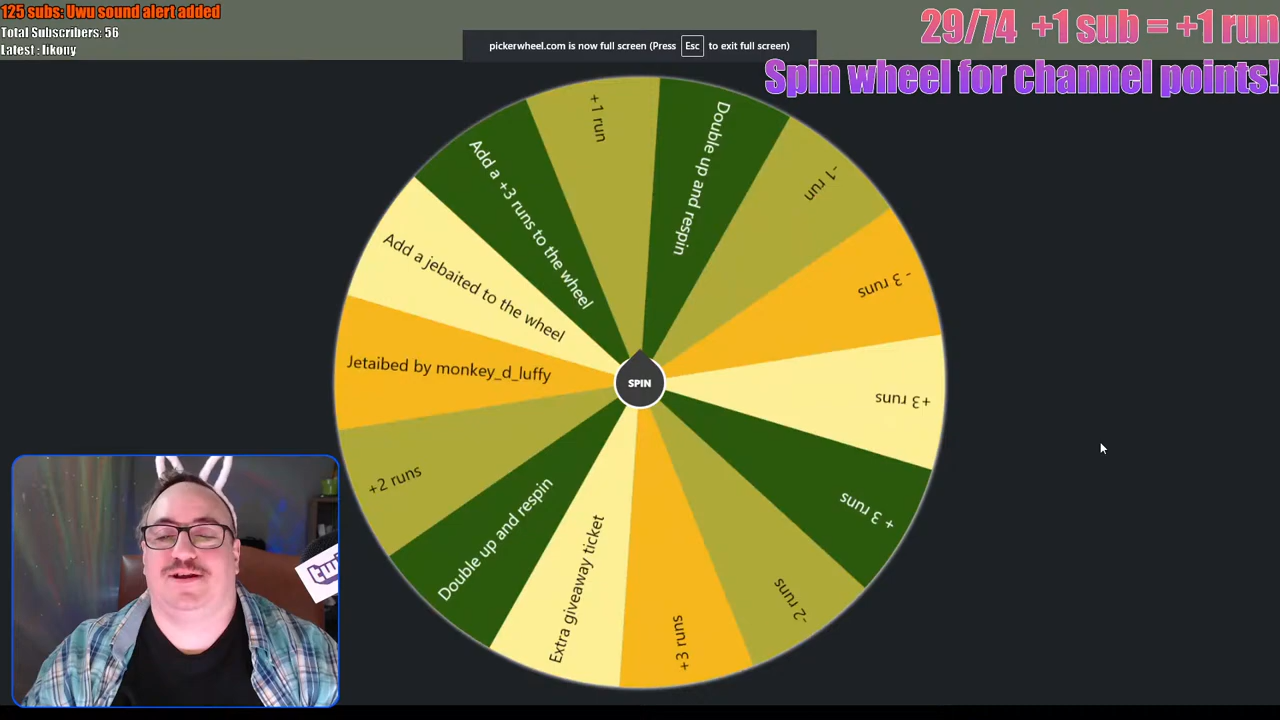 125 subs: Uwu sound alert added
Total Subscribers: 56
Latest : Jikony
pickerwheel.com is now full screen (Press Esc to exit full screen)
29/74 +1 sub = +1 run
Spin wheel for channel points!
+1 run
Double up and respin
-1 run
- 3 runs
+3 runs
+ 3 runs
-2 runs
+3 runs
Extra giveaway ticket
Double up and respin
+2 runs
Jetaibed by monkey_d_luffy
Add a jebaited to the wheel
Add a +3 runs to the wheel
SPIN